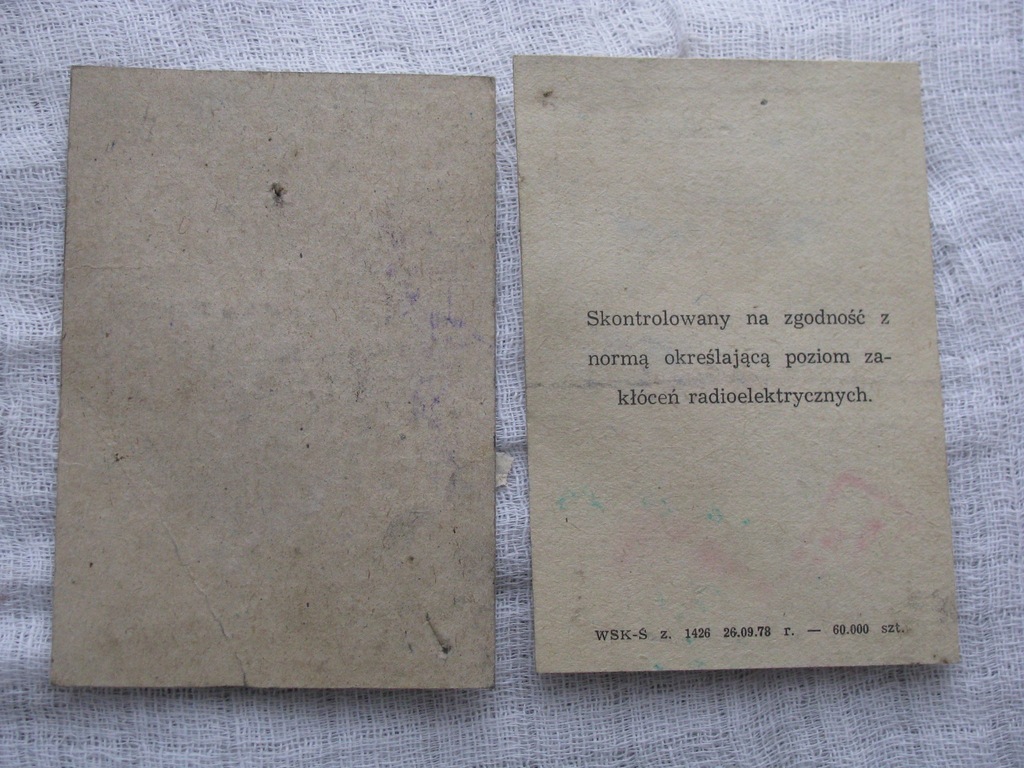 Skontrolowany na zgodność z
normą określającą poziom za-
kłóceń radioelektrycznych.
WSK-Ś z. 1426 26.09.78 r. — 60.000 szt.